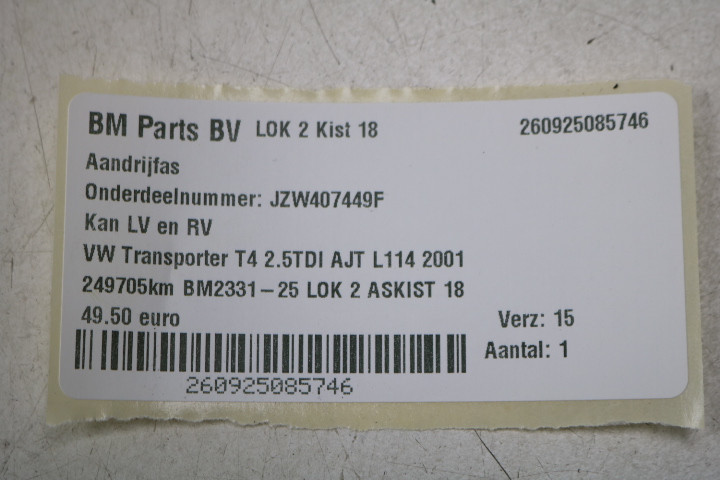 BM Parts BV LOK 2 Kist 18 260925085746
Aandrijfas
Onderdeelnummer: JZW407449F
Kan LV en RV
VW Transporter T4 2.5TDI AJT L114 2001
249705km BM2331-25 LOK 2 ASKIST 18
49.50 euro Verz: 15
Aantal: 1
260925085746